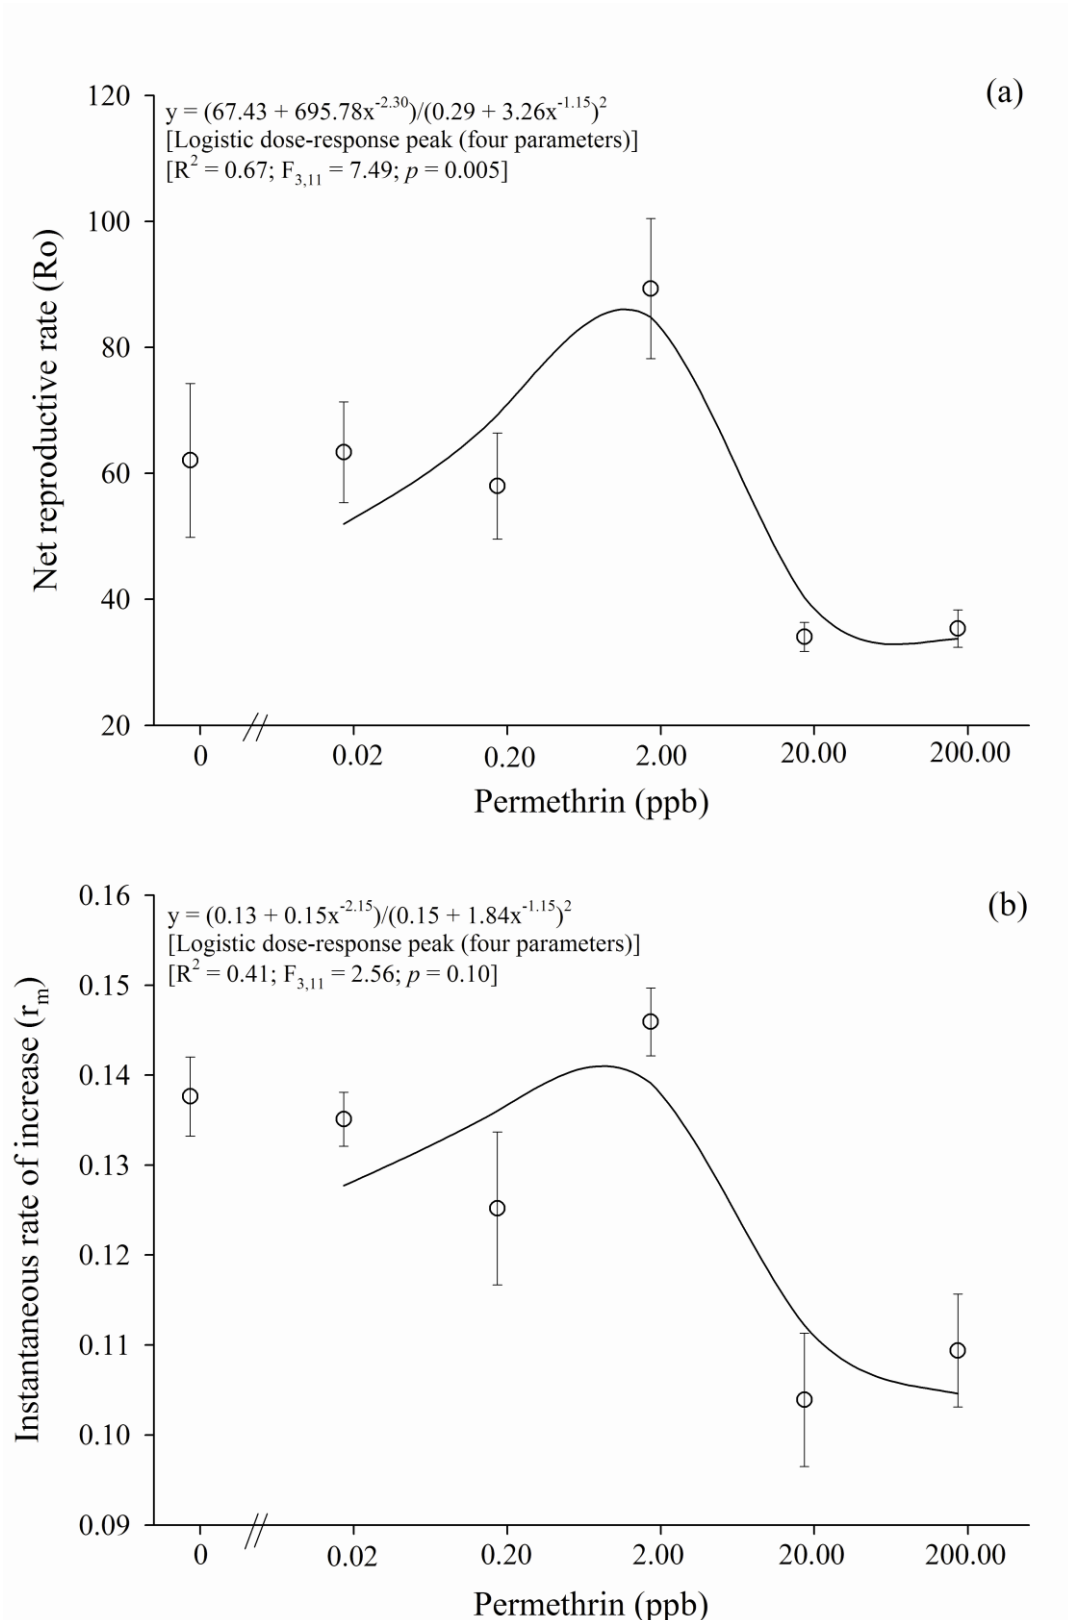 (a)
120
y = (67.43 + 695.78x^-2.30)/(0.29 + 3.26x^-1.15)^2
[Logistic dose-response peak (four parameters)]
[R^2 = 0.67; F_3,11 = 7.49; p = 0.005]
100
80
60
40
20
Net reproductive rate (Ro)
0 0.02 0.20 2.00 20.00 200.00
Permethrin (ppb)
(b)
0.16
y = (0.13 + 0.15x^-2.15)/(0.15 + 1.84x^-1.15)^2
[Logistic dose-response peak (four parameters)]
[R^2 = 0.41; F_3,11 = 2.56; p = 0.10]
0.15
0.14
0.13
0.12
0.11
0.10
0.09
Instantaneous rate of increase (r_m)
0 0.02 0.20 2.00 20.00 200.00
Permethrin (ppb)